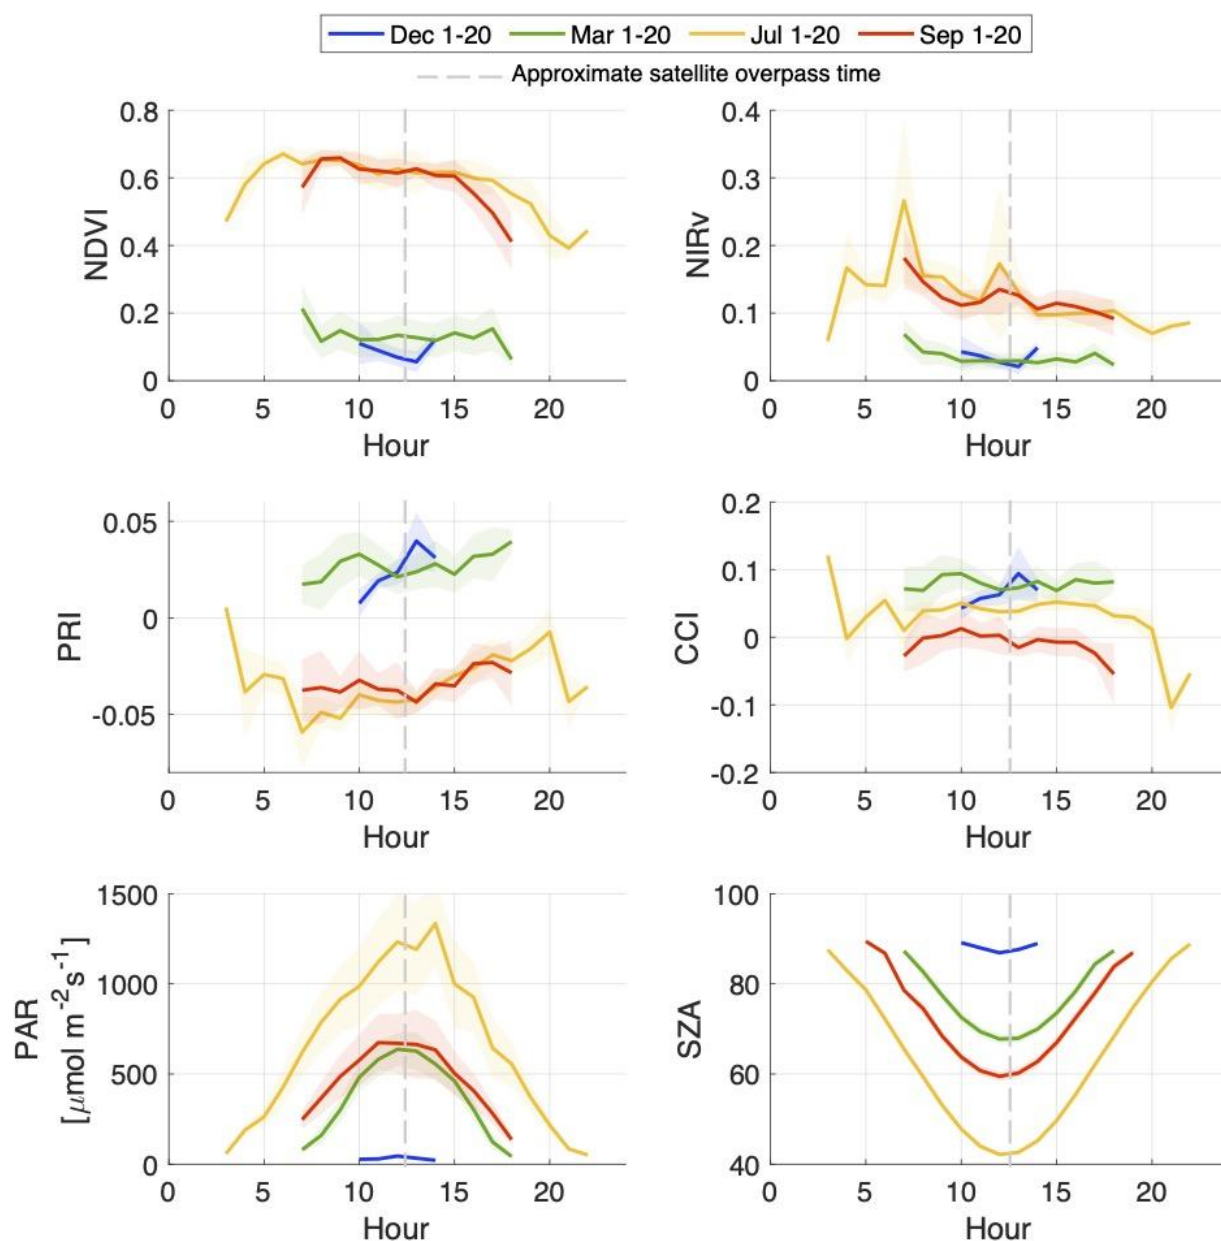 Dec 1-20 Mar 1-20 Jul 1-20 Sep 1-20
Approximate satellite overpass time
0.8
0.6
0.4
0.2
0
NDVI
0 5 10 15 20
Hour
0.4
0.3
0.2
0.1
0
NIRv
0 5 10 15 20
Hour
0.05
0
-0.05
PRI
0 5 10 15 20
Hour
0.2
0.1
0
-0.1
-0.2
CCI
0 5 10 15 20
Hour
1500
1000
500
0
PAR
[μmol m⁻²s⁻¹]
0 5 10 15 20
Hour
100
80
60
40
SZA
0 5 10 15 20
Hour